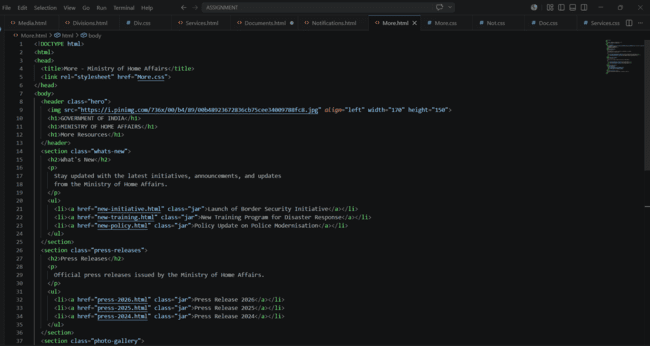 File Edit Selection View Go Run Terminal Help ASSIGNMENT
Media.html Divisions.html Div.css Services.html Documents.html Notifications.html More.html More.css Not.css Doc.css Services.css
More.html > html > body
1 <!DOCTYPE html>
2 <html>
3 <head>
4 <title>More - Ministry of Home Affairs</title>
5 <link rel="stylesheet" href="More.css">
6 </head>
7 <body>
8 <header class="hero">
9 <img src="https://i.pinimg.com/736x/00/b4/89/00b48923672836cb75cee34009788fc8.jpg" align="left" width="170" height="150">
10 <h1>GOVERNMENT OF INDIA</h1>
11 <h1>MINISTRY OF HOME AFFAIRS</h1>
12 <h1>More Resources</h1>
13 </header>
14 <section class="whats-new">
15 <h2>What's New</h2>
16 <p>
17 Stay updated with the latest initiatives, announcements, and updates
18 from the Ministry of Home Affairs.
19 </p>
20 <ul>
21 <li><a href="new-initiative.html" class="jar">Launch of Border Security Initiative</a></li>
22 <li><a href="new-training.html" class="jar">New Training Program for Disaster Response</a></li>
23 <li><a href="new-policy.html" class="jar">Policy Update on Police Modernisation</a></li>
24 </ul>
25 </section>
26 <section class="press-releases">
27 <h2>Press Releases</h2>
28 <p>
29 Official press releases issued by the Ministry of Home Affairs.
30 </p>
31 <ul>
32 <li><a href="press-2026.html" class="jar">Press Release 2026</a></li>
33 <li><a href="press-2025.html" class="jar">Press Release 2025</a></li>
34 <li><a href="press-2024.html" class="jar">Press Release 2024</a></li>
35 </ul>
36 </section>
37 <section class="photo-gallery">